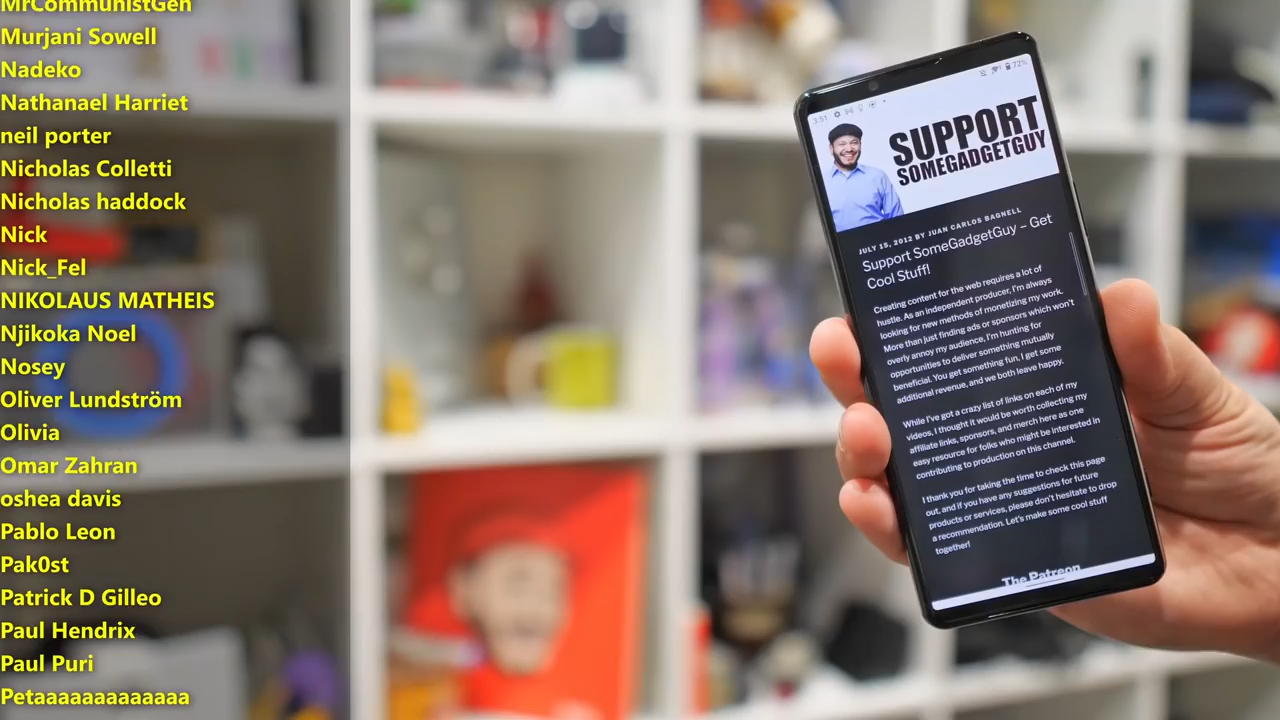 MrCommunistGen
Murjani Sowell
Nadeko
Nathanael Harriet
neil porter
Nicholas Colletti
Nicholas haddock
Nick
Nick_Fel
NIKOLAUS MATHEIS
Njikoka Noel
Nosey
Oliver Lundström
Olivia
Omar Zahran
oshea davis
Pablo Leon
Pak0st
Patrick D Gilleo
Paul Hendrix
Paul Puri
Petaaaaaaaaaaaaa
3:51
72%
SUPPORT
SOMEGADGETGUY
JULY 15, 2012 BY JUAN CARLOS BAGNELL
Support SomeGadgetGuy – Get
Cool Stuff!
Creating content for the web requires a lot of
hustle. As an independent producer, I'm always
looking for new methods of monetizing my work.
More than just finding ads or sponsors which won't
overly annoy my audience, I'm hunting for
opportunities to deliver something mutually
beneficial. You get something fun, I get some
additional revenue, and we both leave happy.
While I've got a crazy list of links on each of my
videos, I thought it would be worth collecting my
affiliate links, sponsors, and merch here as one
easy resource for folks who might be interested in
contributing to production on this channel.
I thank you for taking the time to check this page
out, and if you have any suggestions for future
products or services, please don't hesitate to drop
a recommendation. Let's make some cool stuff
together!
The Patreon